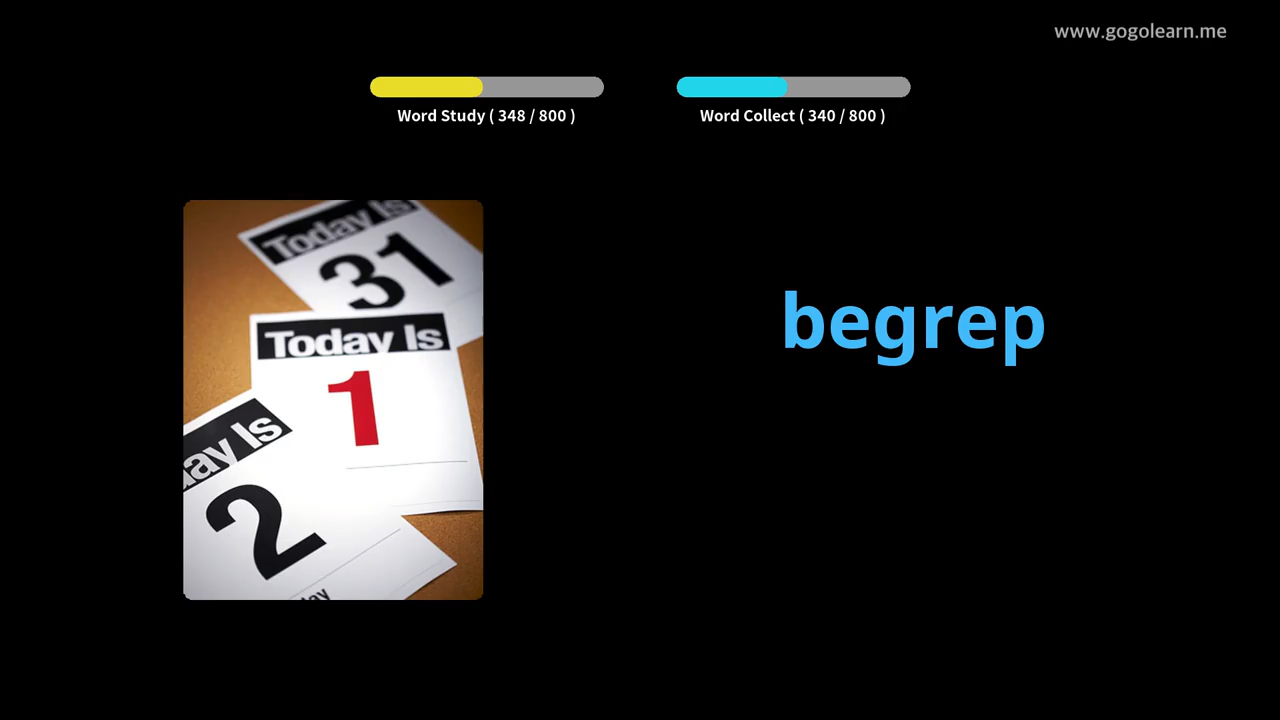 www.gogolearn.me
Word Study ( 348 / 800 )
Word Collect ( 340 / 800 )
Today Is
31
Today Is
1
begrep
ay Is
2
ay